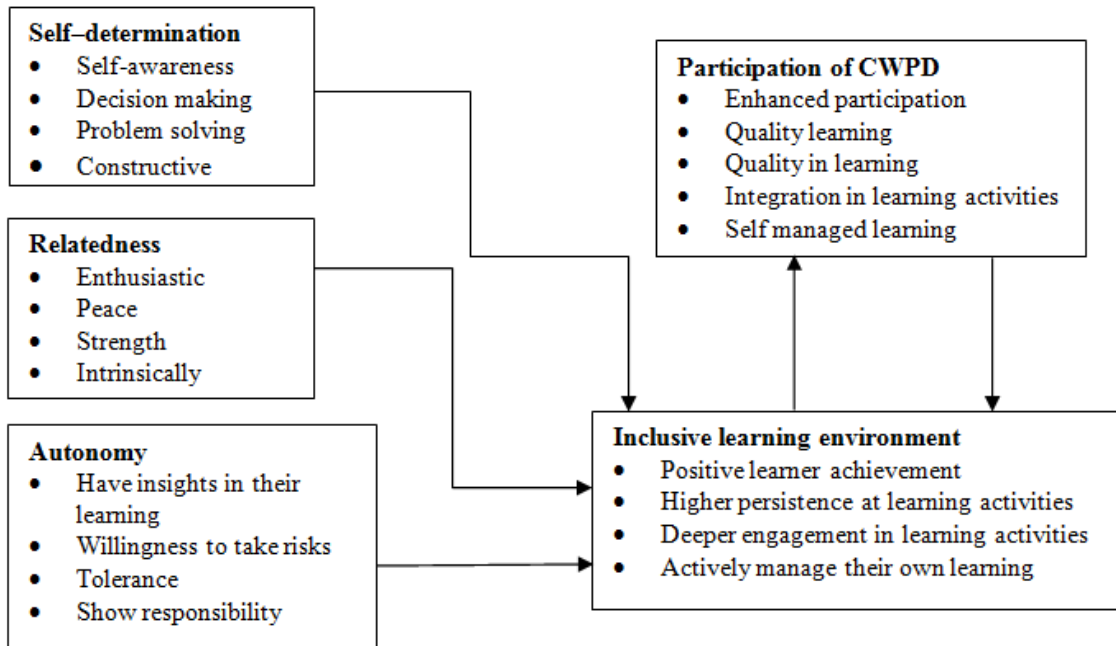 Self–determination
• Self-awareness
• Decision making
• Problem solving
• Constructive
Relatedness
• Enthusiastic
• Peace
• Strength
• Intrinsically
Autonomy
• Have insights in their
learning
• Willingness to take risks
• Tolerance
• Show responsibility
Participation of CWPD
• Enhanced participation
• Quality learning
• Quality in learning
• Integration in learning activities
• Self managed learning
Inclusive learning environment
• Positive learner achievement
• Higher persistence at learning activities
• Deeper engagement in learning activities
• Actively manage their own learning